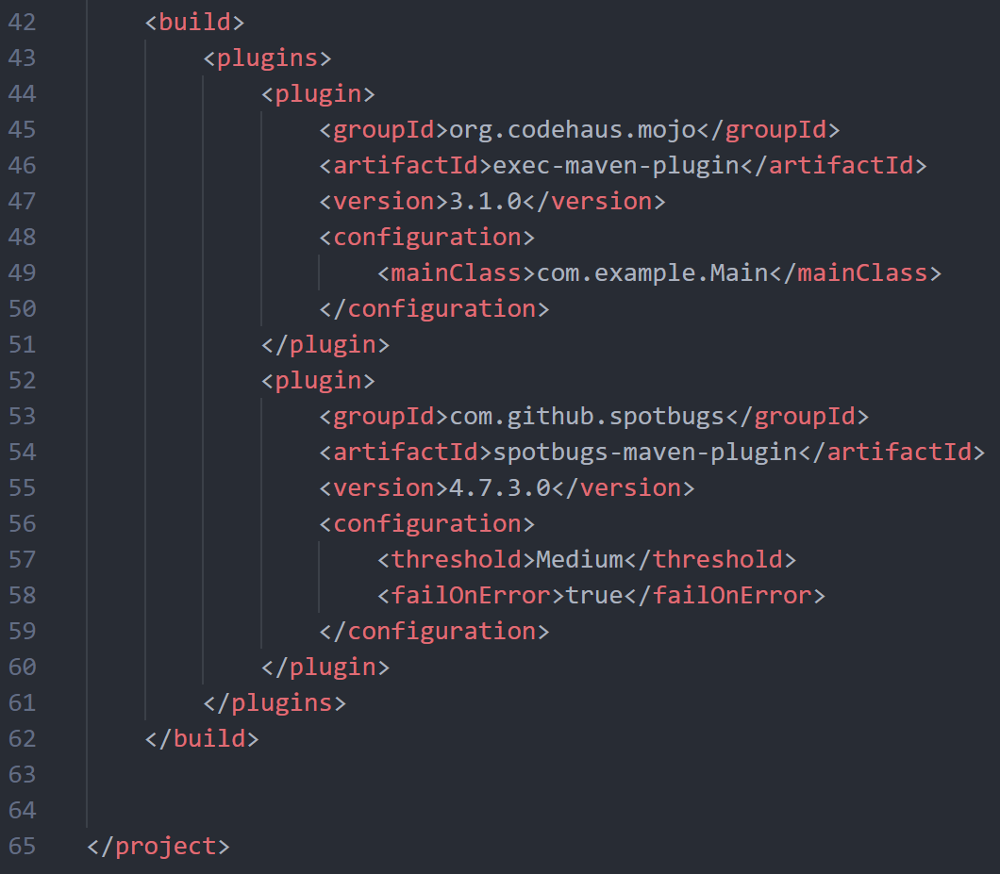 42 <build>
43 <plugins>
44 <plugin>
45 <groupId>org.codehaus.mojo</groupId>
46 <artifactId>exec-maven-plugin</artifactId>
47 <version>3.1.0</version>
48 <configuration>
49 <mainClass>com.example.Main</mainClass>
50 </configuration>
51 </plugin>
52 <plugin>
53 <groupId>com.github.spotbugs</groupId>
54 <artifactId>spotbugs-maven-plugin</artifactId>
55 <version>4.7.3.0</version>
56 <configuration>
57 <threshold>Medium</threshold>
58 <failOnError>true</failOnError>
59 </configuration>
60 </plugin>
61 </plugins>
62 </build>
63
64
65 </project>